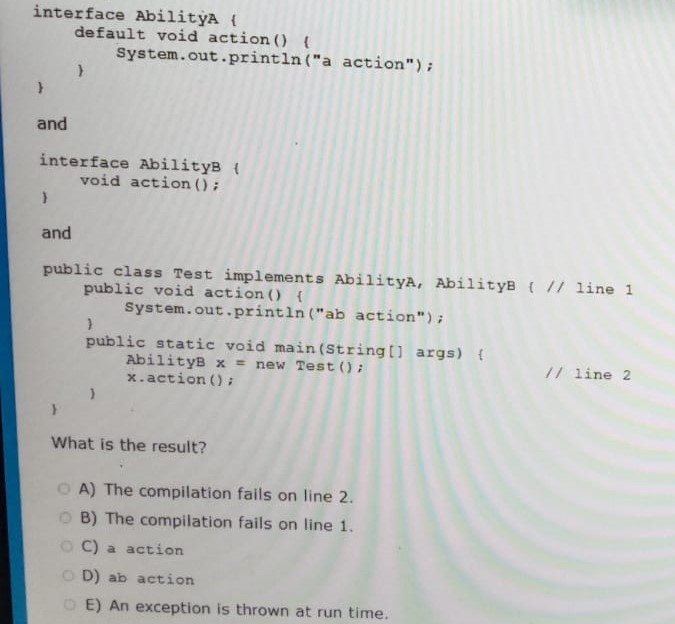 interface AbilityA {
default void action() {
System.out.println("a action");
}
}
and
interface AbilityB {
void action();
}
and
public class Test implements AbilityA, AbilityB { // line 1
public void action() {
System.out.println("ab action");
}
public static void main(String[] args) {
AbilityB x = new Test(); // line 2
x.action();
}
}
What is the result?
A) The compilation fails on line 2.
B) The compilation fails on line 1.
C) a action
D) ab action
E) An exception is thrown at run time.